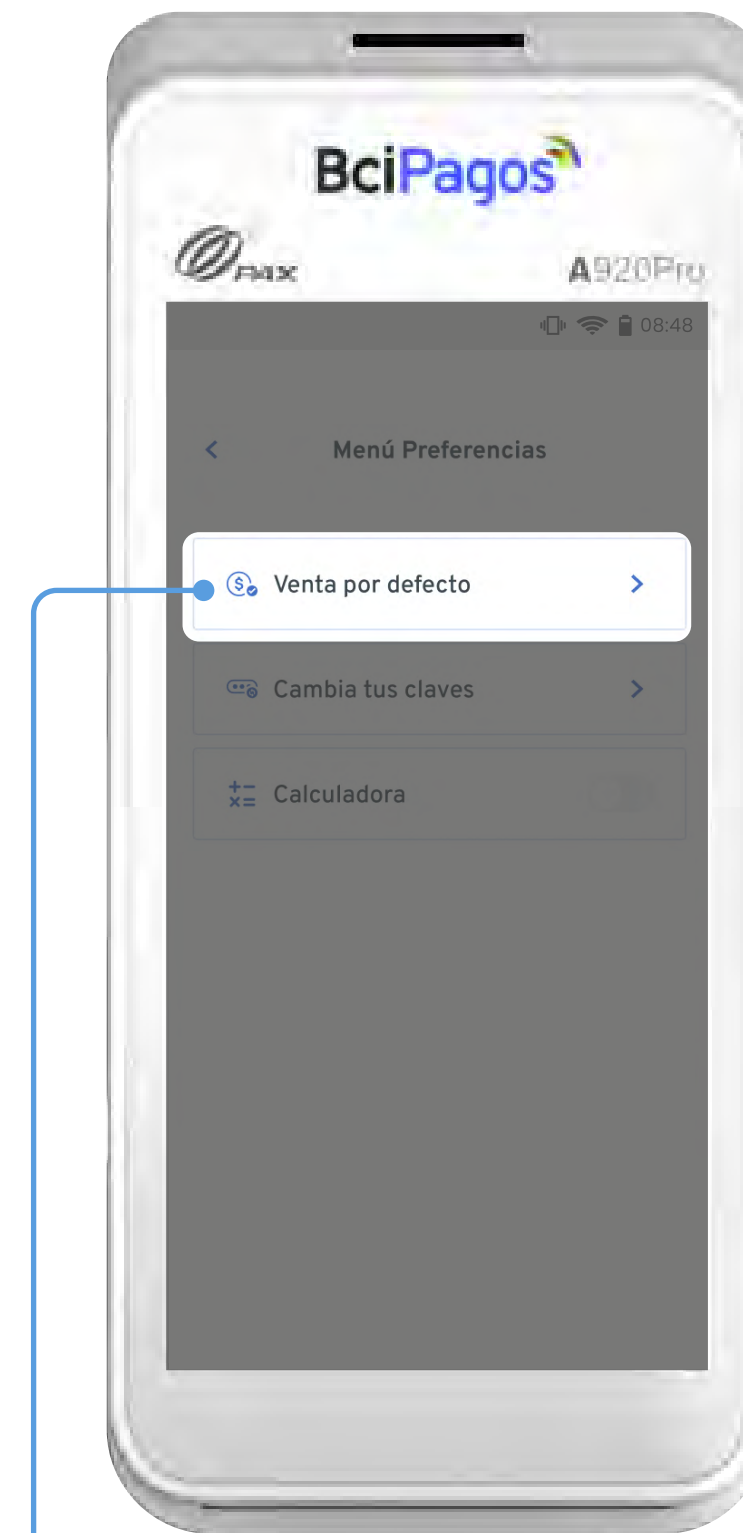 BciPagos
PAX
A920Pro
08:48
Menú Preferencias
Venta por defecto
Cambia tus claves
Calculadora